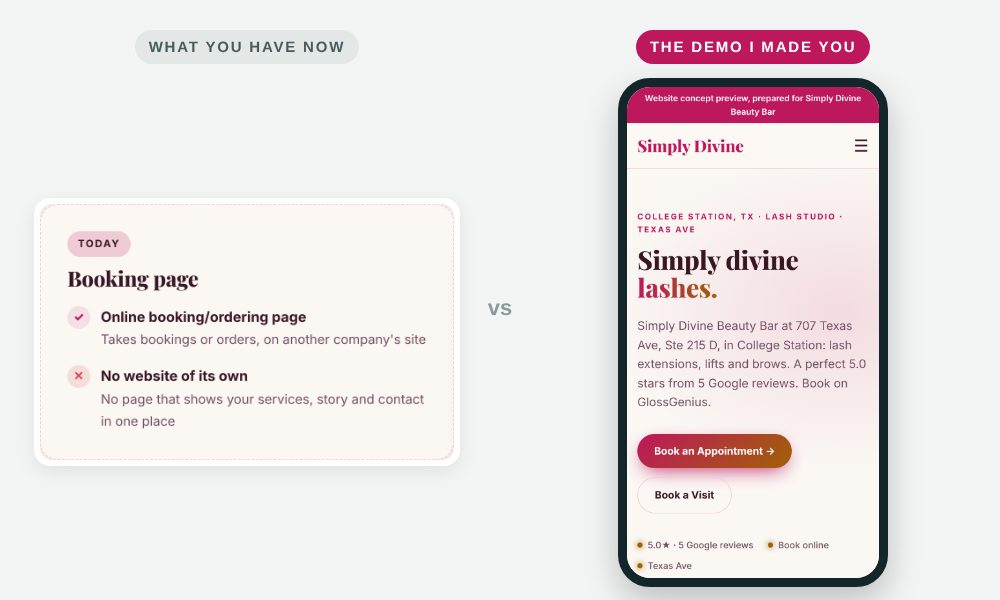 WHAT YOU HAVE NOW
TODAY
Booking page
Online booking/ordering page
Takes bookings or orders, on another company's site
No website of its own
No page that shows your services, story and contact
in one place
vs
THE DEMO I MADE YOU
Website concept preview, prepared for Simply Divine
Beauty Bar
Simply Divine
COLLEGE STATION, TX · LASH STUDIO ·
TEXAS AVE
Simply divine
lashes.
Simply Divine Beauty Bar at 707 Texas
Ave, Ste 215 D, in College Station: lash
extensions, lifts and brows. A perfect 5.0
stars from 5 Google reviews. Book on
GlossGenius.
Book an Appointment →
Book a Visit
5.0★ · 5 Google reviews
Book online
Texas Ave